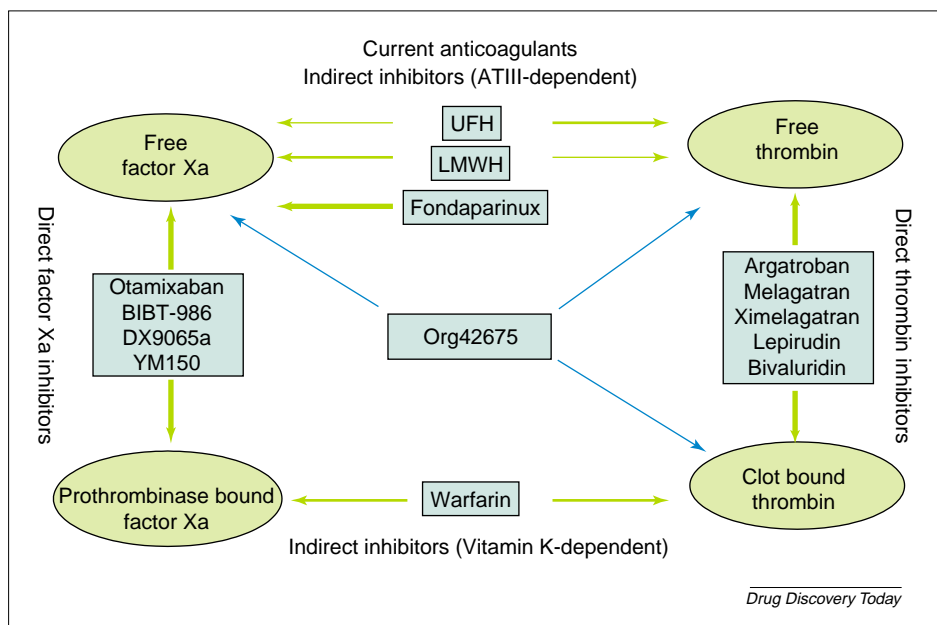 Current anticoagulants
Indirect inhibitors (ATIII-dependent)
UFH
LMWH
Fondaparinux
Free
factor Xa
Free
thrombin
Direct factor Xa inhibitors
Otamixaban
BIBT-986
DX9065a
YM150
Org42675
Argatroban
Melagatran
Ximelagatran
Lepirudin
Bivaluridin
Direct thrombin inhibitors
Prothrombinase bound
factor Xa
Warfarin
Clot bound
thrombin
Indirect inhibitors (Vitamin K-dependent)
Drug Discovery Today